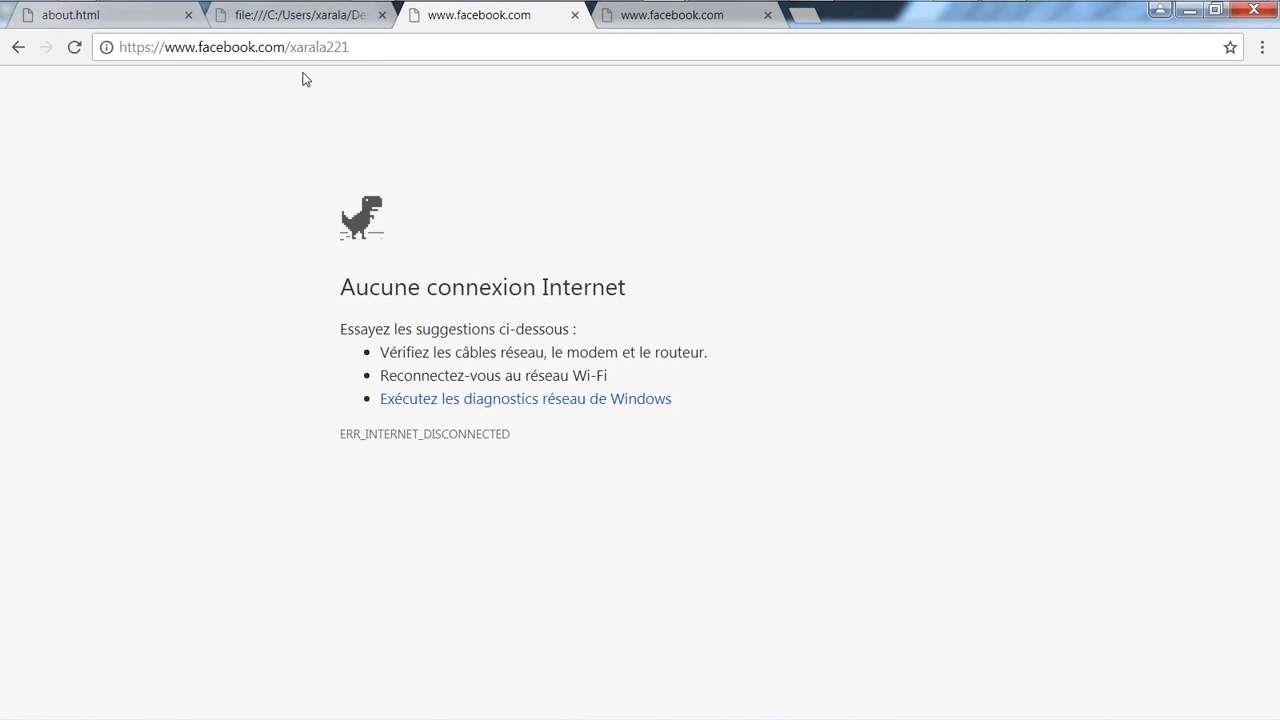 about.html
file:///C:/Users/xarala/De
www.facebook.com
www.facebook.com
https://www.facebook.com/xarala221
Aucune connexion Internet
Essayez les suggestions ci-dessous :
Vérifiez les câbles réseau, le modem et le routeur.
Reconnectez-vous au réseau Wi-Fi
Exécutez les diagnostics réseau de Windows
ERR_INTERNET_DISCONNECTED